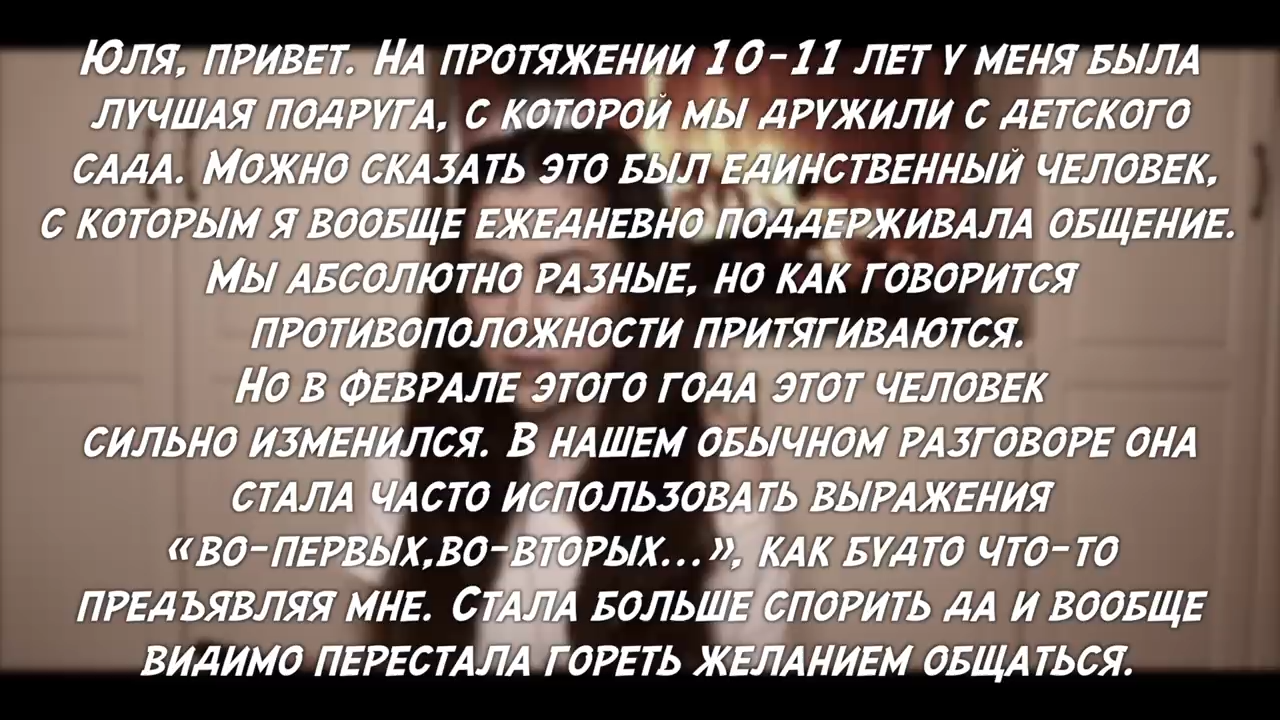 Юля, привет. На протяжении 10-11 лет у меня была
лучшая подруга, с которой мы дружили с детского
сада. Можно сказать это был единственный человек,
с которым я вообще ежедневно поддерживала общение.
Мы абсолютно разные, но как говорится
противоположности притягиваются.
Но в феврале этого года этот человек
сильно изменился. В нашем обычном разговоре она
стала часто использовать выражения
«во-первых,во-вторых...», как будто что-то
предъявляя мне. Стала больше спорить да и вообще
видимо перестала гореть желанием общаться.